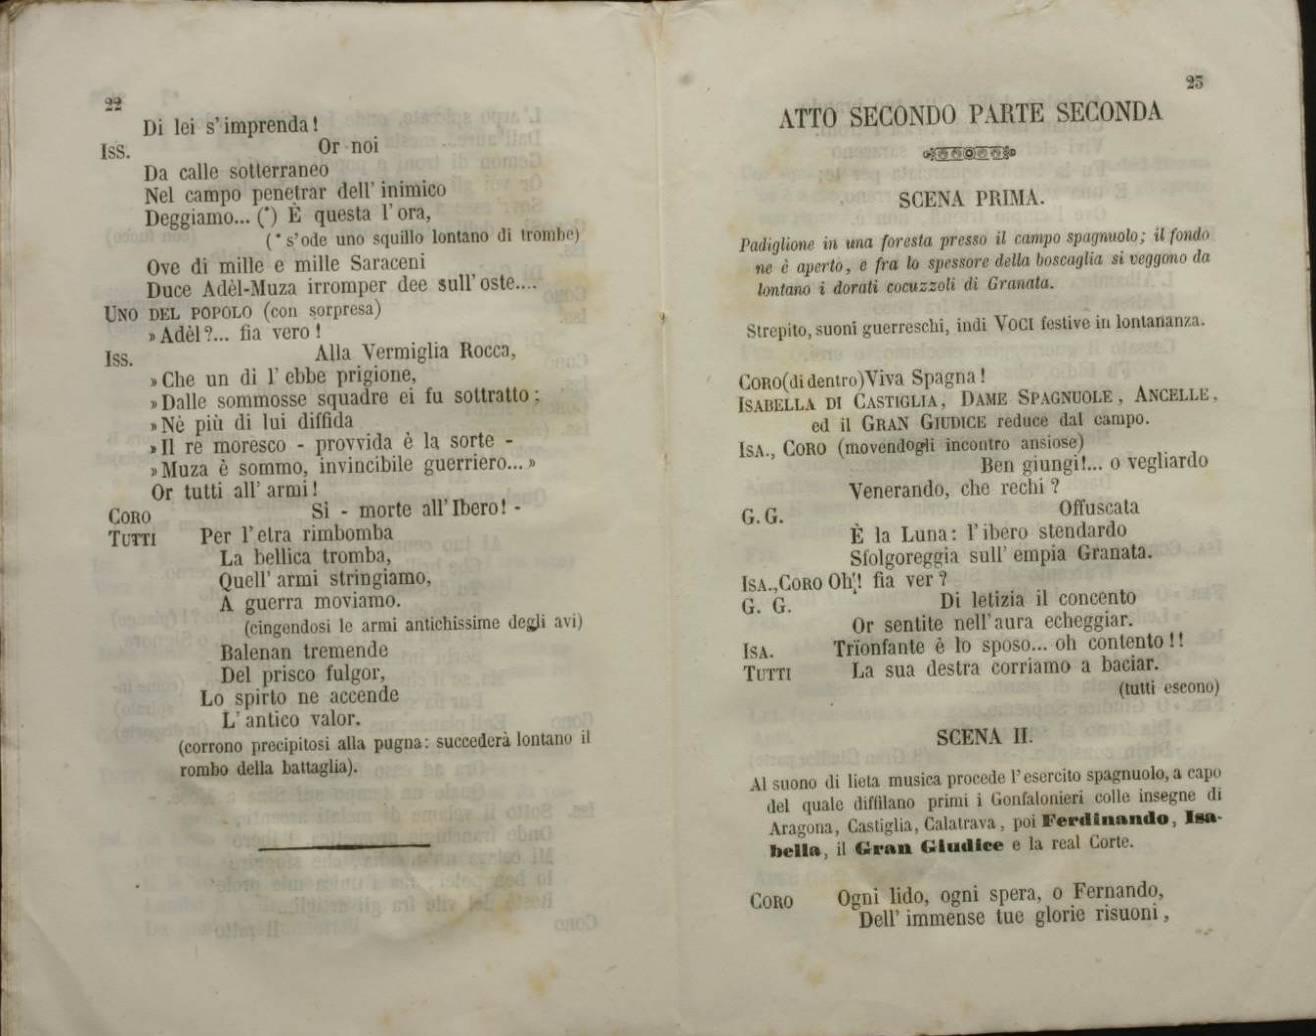 22
Di lei s'imprenda!
Iss. Or noi
Da calle sotterraneo
Nel campo penetrar dell' inimico
Deggiamo... (*) È questa l' ora,
(* s'ode uno squillo lontano di trombe)
Ove di mille e mille Saraceni
Duce Adèl-Muza irromper dee sull' oste....
UNO DEL POPOLO (con sorpresa)
» Adèl?... fia vero!
Iss. Alla Vermiglia Rocca,
» Che un di l' ebbe prigione,
» Dalle sommosse squadre ei fu sottratto;
» Nè più di lui diffida
» Il re moresco - provvida è la sorte -
» Muza è sommo, invincibile guerriero... »
Or tutti all' armi!
CORO Si - morte all' Ibero! -
TUTTI Per l' etra rimbomba
La bellica tromba,
Quell' armi stringiamo,
A guerra moviamo.
(cingendosi le armi antichissime degli avi)
Balenan tremende
Del prisco fulgor,
Lo spirto ne accende
L' antico valor.
(corrono precipitosi alla pugna: succederà lontano il
rombo della battaglia).
23
ATTO SECONDO PARTE SECONDA
SCENA PRIMA.
Padiglione in una foresta presso il campo spagnuolo; il fondo
ne è aperto, e fra lo spessore della boscaglia si veggono da
lontano i dorati cocuzzoli di Granata.
Strepito, suoni guerreschi, indi VOCI festive in lontananza.
CORO (di dentro) Viva Spagna!
ISABELLA DI CASTIGLIA, DAME SPAGNUOLE, ANCELLE,
ed il GRAN GIUDICE reduce dal campo.
ISA., CORO (movendogli incontro ansiose)
Ben giungi!... o vegliardo
Venerando, che rechi?
G. G. Offuscata
È la Luna: l' ibero stendardo
Sfolgoreggia sull' empia Granata.
ISA., CORO Oh! fia ver?
G. G. Di letizia il concento
Or sentite nell' aura echeggiar.
ISA. Trïonfante è lo sposo... oh contento!!
TUTTI La sua destra corriamo a baciar.
(tutti escono)
SCENA II.
Al suono di lieta musica procede l' esercito spagnuolo, a capo
del quale diffilano primi i Gonfalonieri colle insegne di
Aragona, Castiglia, Calatrava, poi Ferdinando, Isa-
bella, il Gran Giudice e la real Corte.
CORO Ogni lido, ogni spera, o Fernando,
Dell' immense tue glorie risuoni,